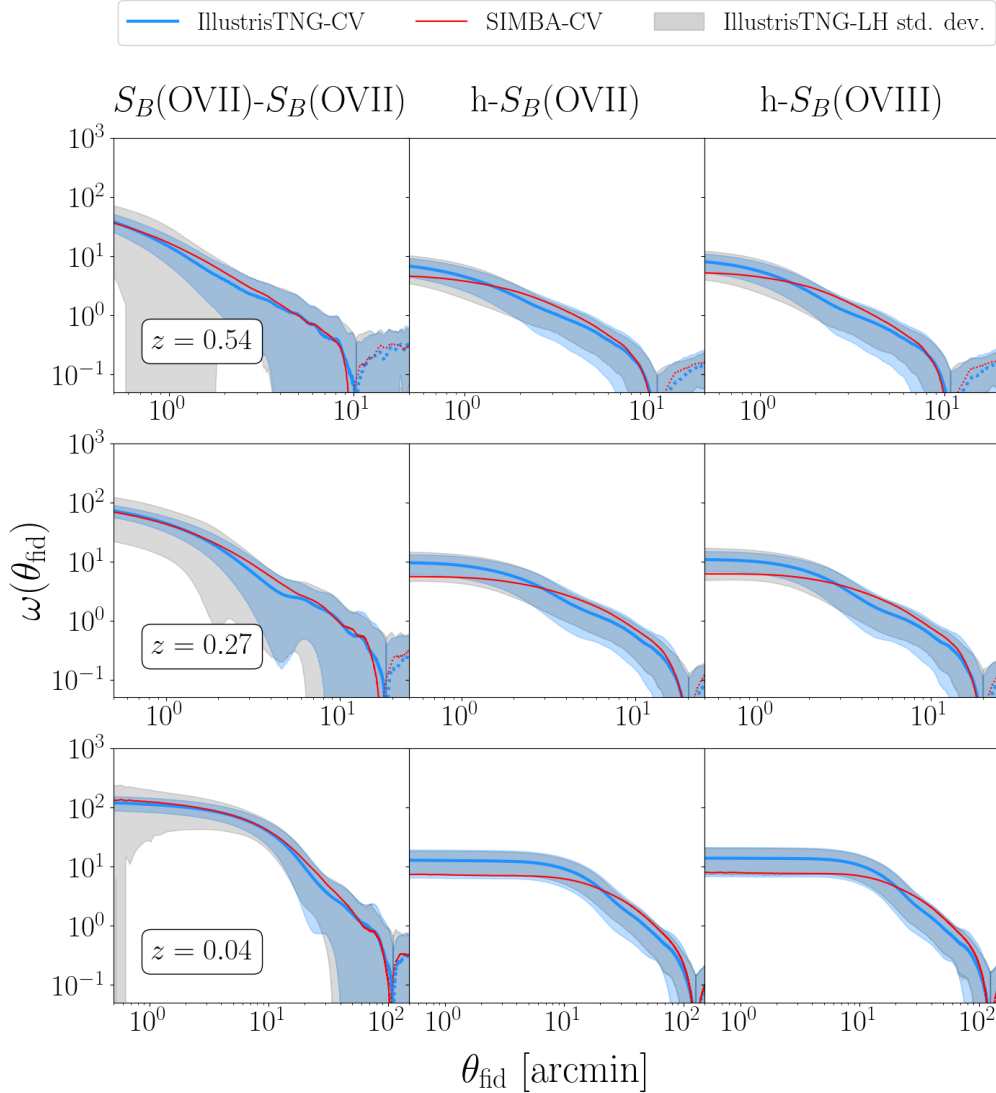 IllustrisTNG-CV SIMBA-CV IllustrisTNG-LH std. dev.
S_B(OVII)-S_B(OVII) h-S_B(OVII) h-S_B(OVIII)
10^3
10^2
10^1
10^0
10^-1
z = 0.54
10^0 10^1 10^0 10^1 10^0 10^1
10^3
10^2
10^1
10^0
10^-1
ω(θ_fid)
z = 0.27
10^0 10^1 10^0 10^1 10^0 10^1
10^3
10^2
10^1
10^0
10^-1
z = 0.04
10^0 10^1 10^2 10^0 10^1 10^2 10^0 10^1 10^2
θ_fid [arcmin]